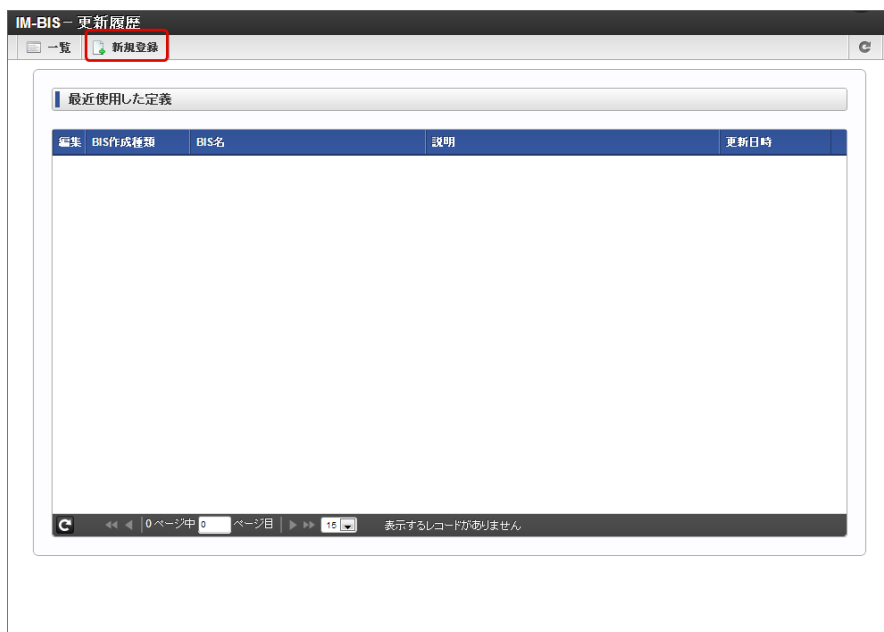 IM-BIS－更新履歴
一覧 新規登録
最近使用した定義
編集 BIS作成種類 BIS名 説明 更新日時
0 ページ中 0 ページ目 15 表示するレコードがありません